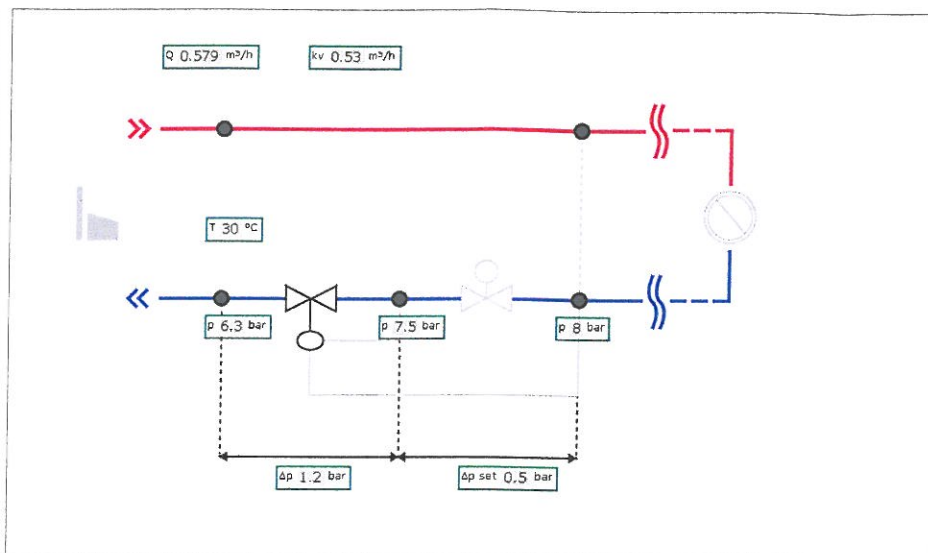 Q 0.579 m³/h
kv 0.53 m³/h
T 30 °C
p 6.3 bar
p 7.5 bar
p 8 bar
Δp 1.2 bar
Δp set 0.5 bar